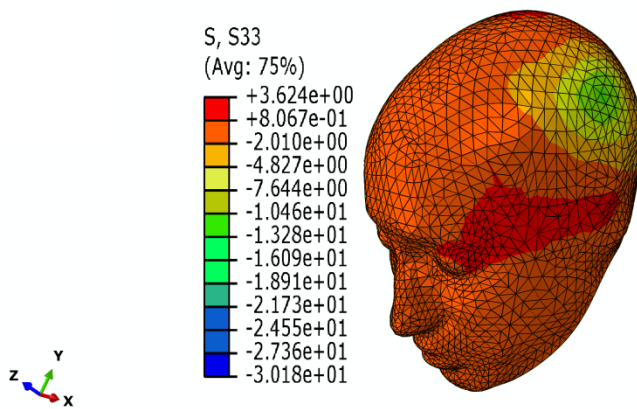 S, S33
(Avg: 75%)
+3.624e+00
+8.067e-01
-2.010e+00
-4.827e+00
-7.644e+00
-1.046e+01
-1.328e+01
-1.609e+01
-1.891e+01
-2.173e+01
-2.455e+01
-2.736e+01
-3.018e+01
Y
Z
X